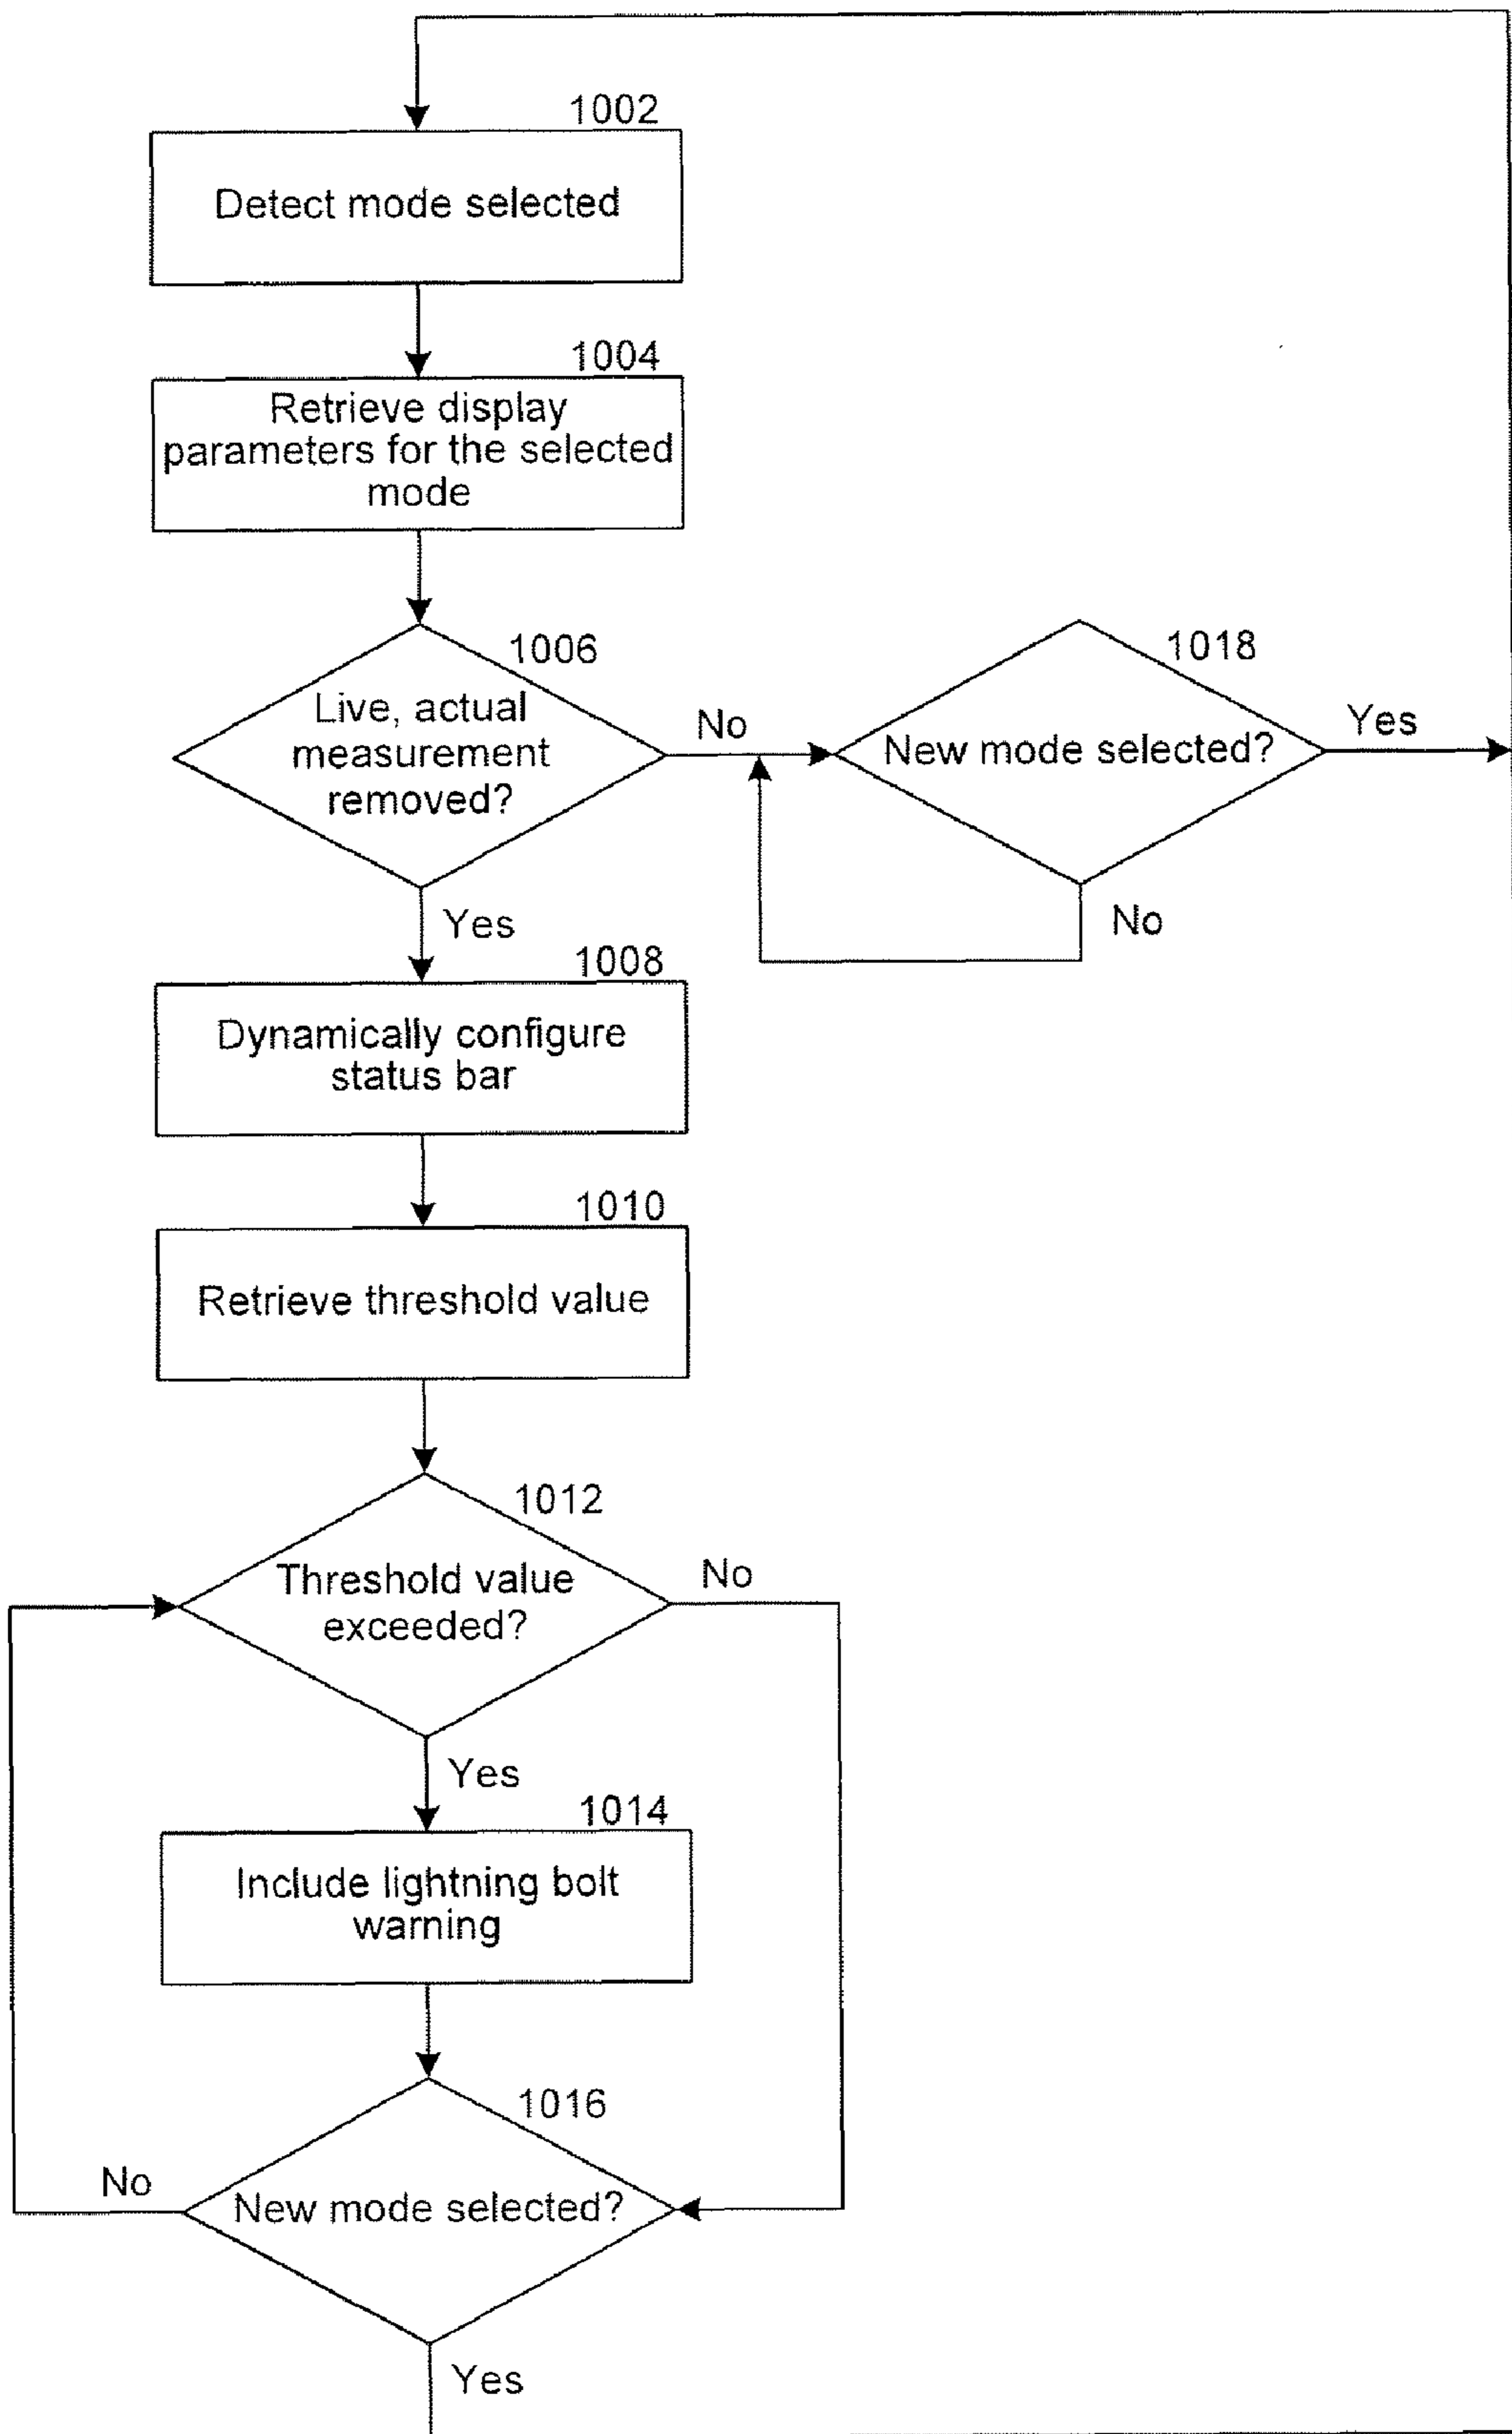 1002
Detect mode selected
1004
Retrieve display
parameters for the selected
mode
1006
Live, actual
measurement
removed?
No
1018
New mode selected?
Yes
No
Yes
1008
Dynamically configure
status bar
1010
Retrieve threshold value
1012
Threshold value
exceeded?
No
Yes
1014
Include lightning bolt
warning
1016
New mode selected?
No
Yes